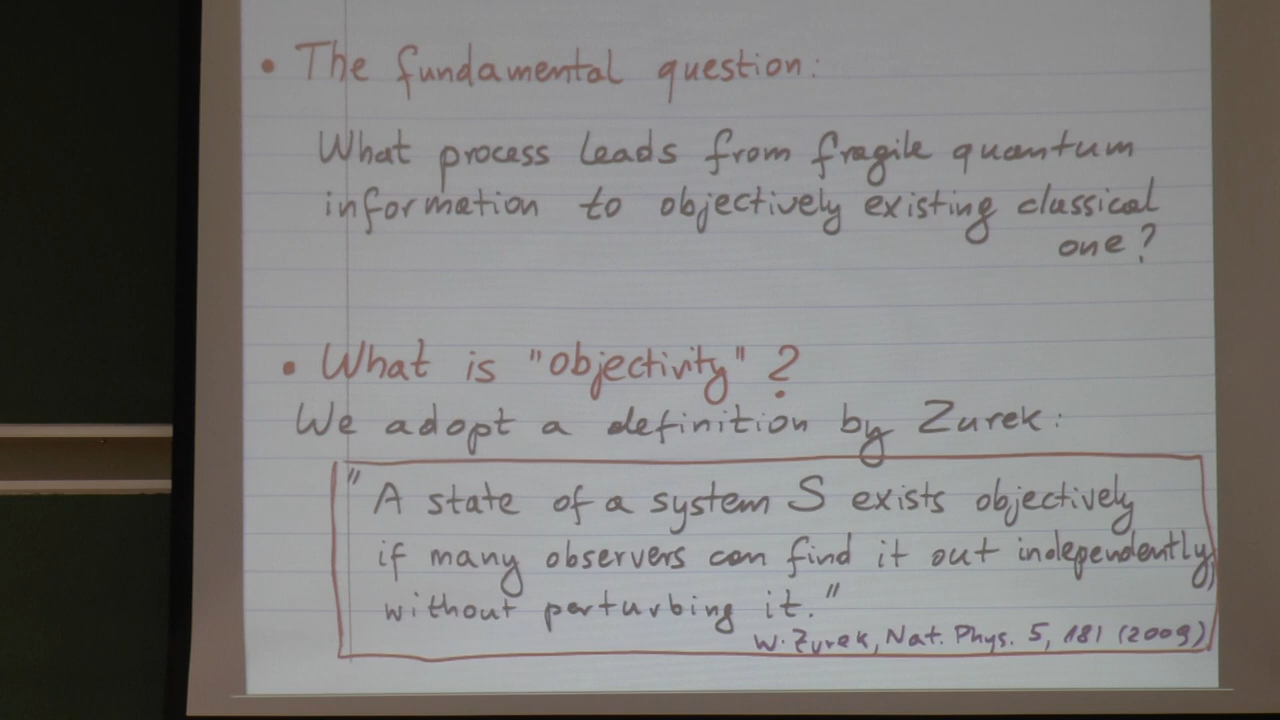 • The fundamental question:
What process leads from fragile quantum
information to objectively existing classical
one?
• What is "objectivity"?
We adopt a definition by Zurek:
"A state of a system S exists objectively
if many observers can find it out independently,
without perturbing it."
W. Zurek, Nat. Phys. 5, 181 (2009)